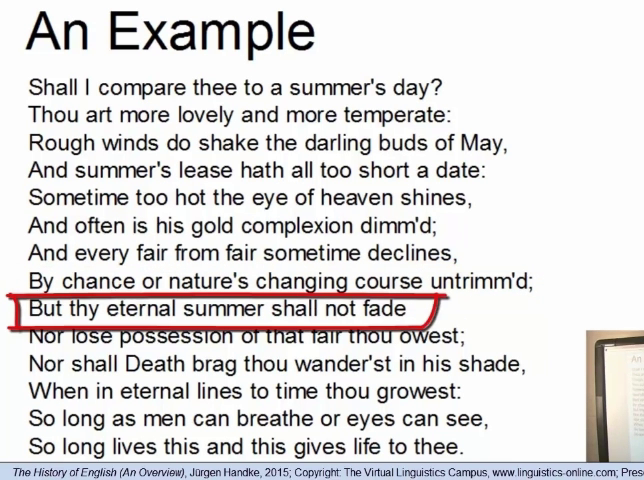 An Example
Shall I compare thee to a summer's day?
Thou art more lovely and more temperate:
Rough winds do shake the darling buds of May,
And summer's lease hath all too short a date:
Sometime too hot the eye of heaven shines,
And often is his gold complexion dimm'd;
And every fair from fair sometime declines,
By chance or nature's changing course untrimm'd;
But thy eternal summer shall not fade
Nor lose possession of that fair thou owest;
Nor shall Death brag thou wander'st in his shade,
When in eternal lines to time thou growest:
So long as men can breathe or eyes can see,
So long lives this and this gives life to thee.
The History of English (An Overview), Jürgen Handke, 2015; Copyright: The Virtual Linguistics Campus, www.linguistics-online.com; Prese